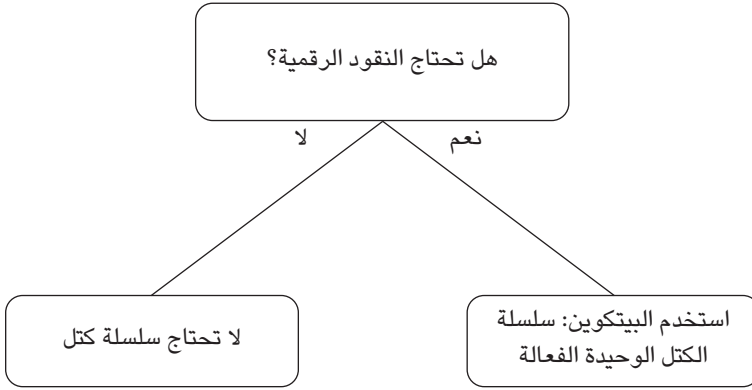 هل تحتاج النقود الرقمية؟
نعم
لا
استخدم البيتكوين: سلسلة
الكتل الوحيدة الفعالة
لا تحتاج سلسلة كتل